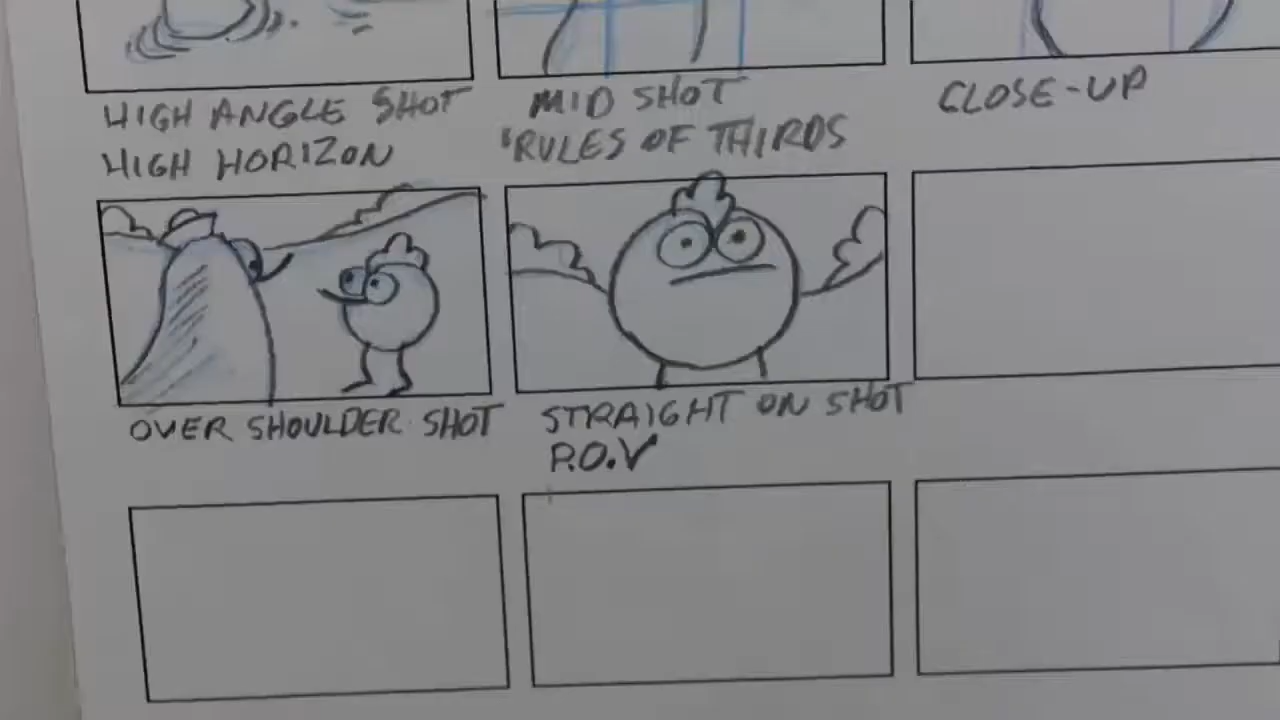 HIGH ANGLE SHOT
HIGH HORIZON
MID SHOT
'RULES OF THIRDS
CLOSE-UP
OVER SHOULDER SHOT
STRAIGHT ON SHOT
P.O.V